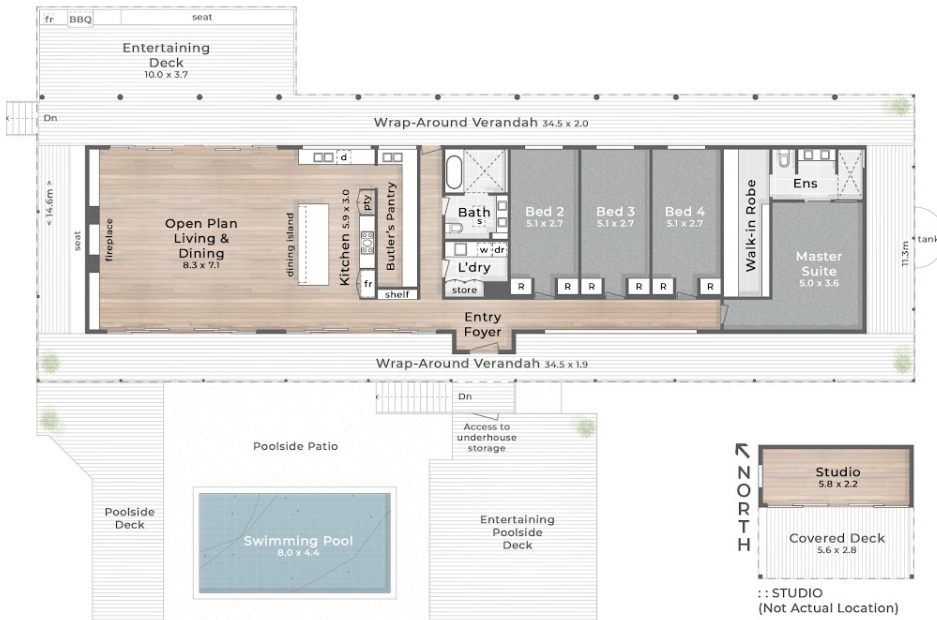 fr
BBQ
seat
Entertaining
Deck
10.0 x 3.7
Dn
Wrap-Around Verandah 34.5 x 2.0
< 14.6m >
seat
fireplace
Open Plan
Living &
Dining
8.3 x 7.1
dining island
d
Kitchen 5.9 x 3.0
pty
fr
Butler's Pantry
shelf
Bath
s
w dr
L'dry
store
Bed 2
5.1 x 2.7
Bed 3
5.1 x 2.7
Bed 4
5.1 x 2.7
R
R
R
R
R
R
Walk-in Robe
Ens
Master
Suite
5.0 x 3.6
11.3m
tank
Entry
Foyer
Wrap-Around Verandah 34.5 x 1.9
Dn
Access to
underhouse
storage
Poolside Patio
Poolside
Deck
Swimming Pool
8.0 x 4.4
Entertaining
Poolside
Deck
NORTH
Studio
5.8 x 2.2
Covered Deck
5.6 x 2.8
: : STUDIO
(Not Actual Location)